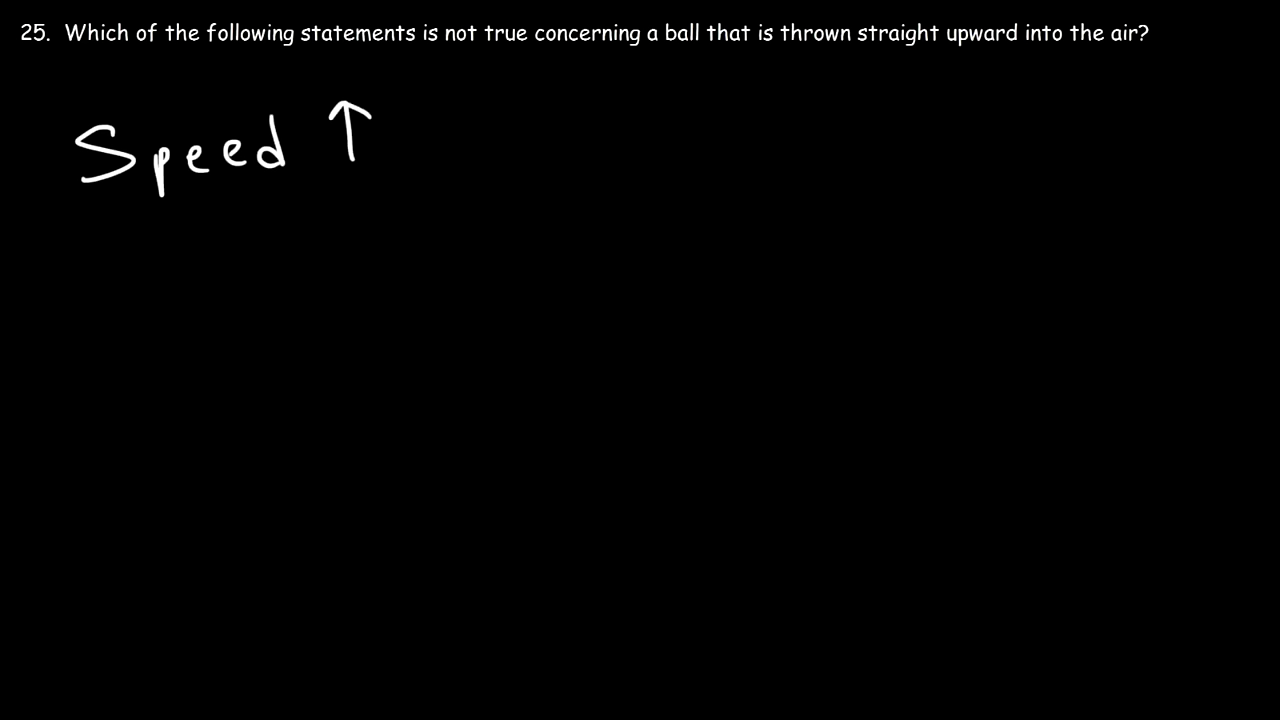 25. Which of the following statements is not true concerning a ball that is thrown straight upward into the air?
Speed ↑